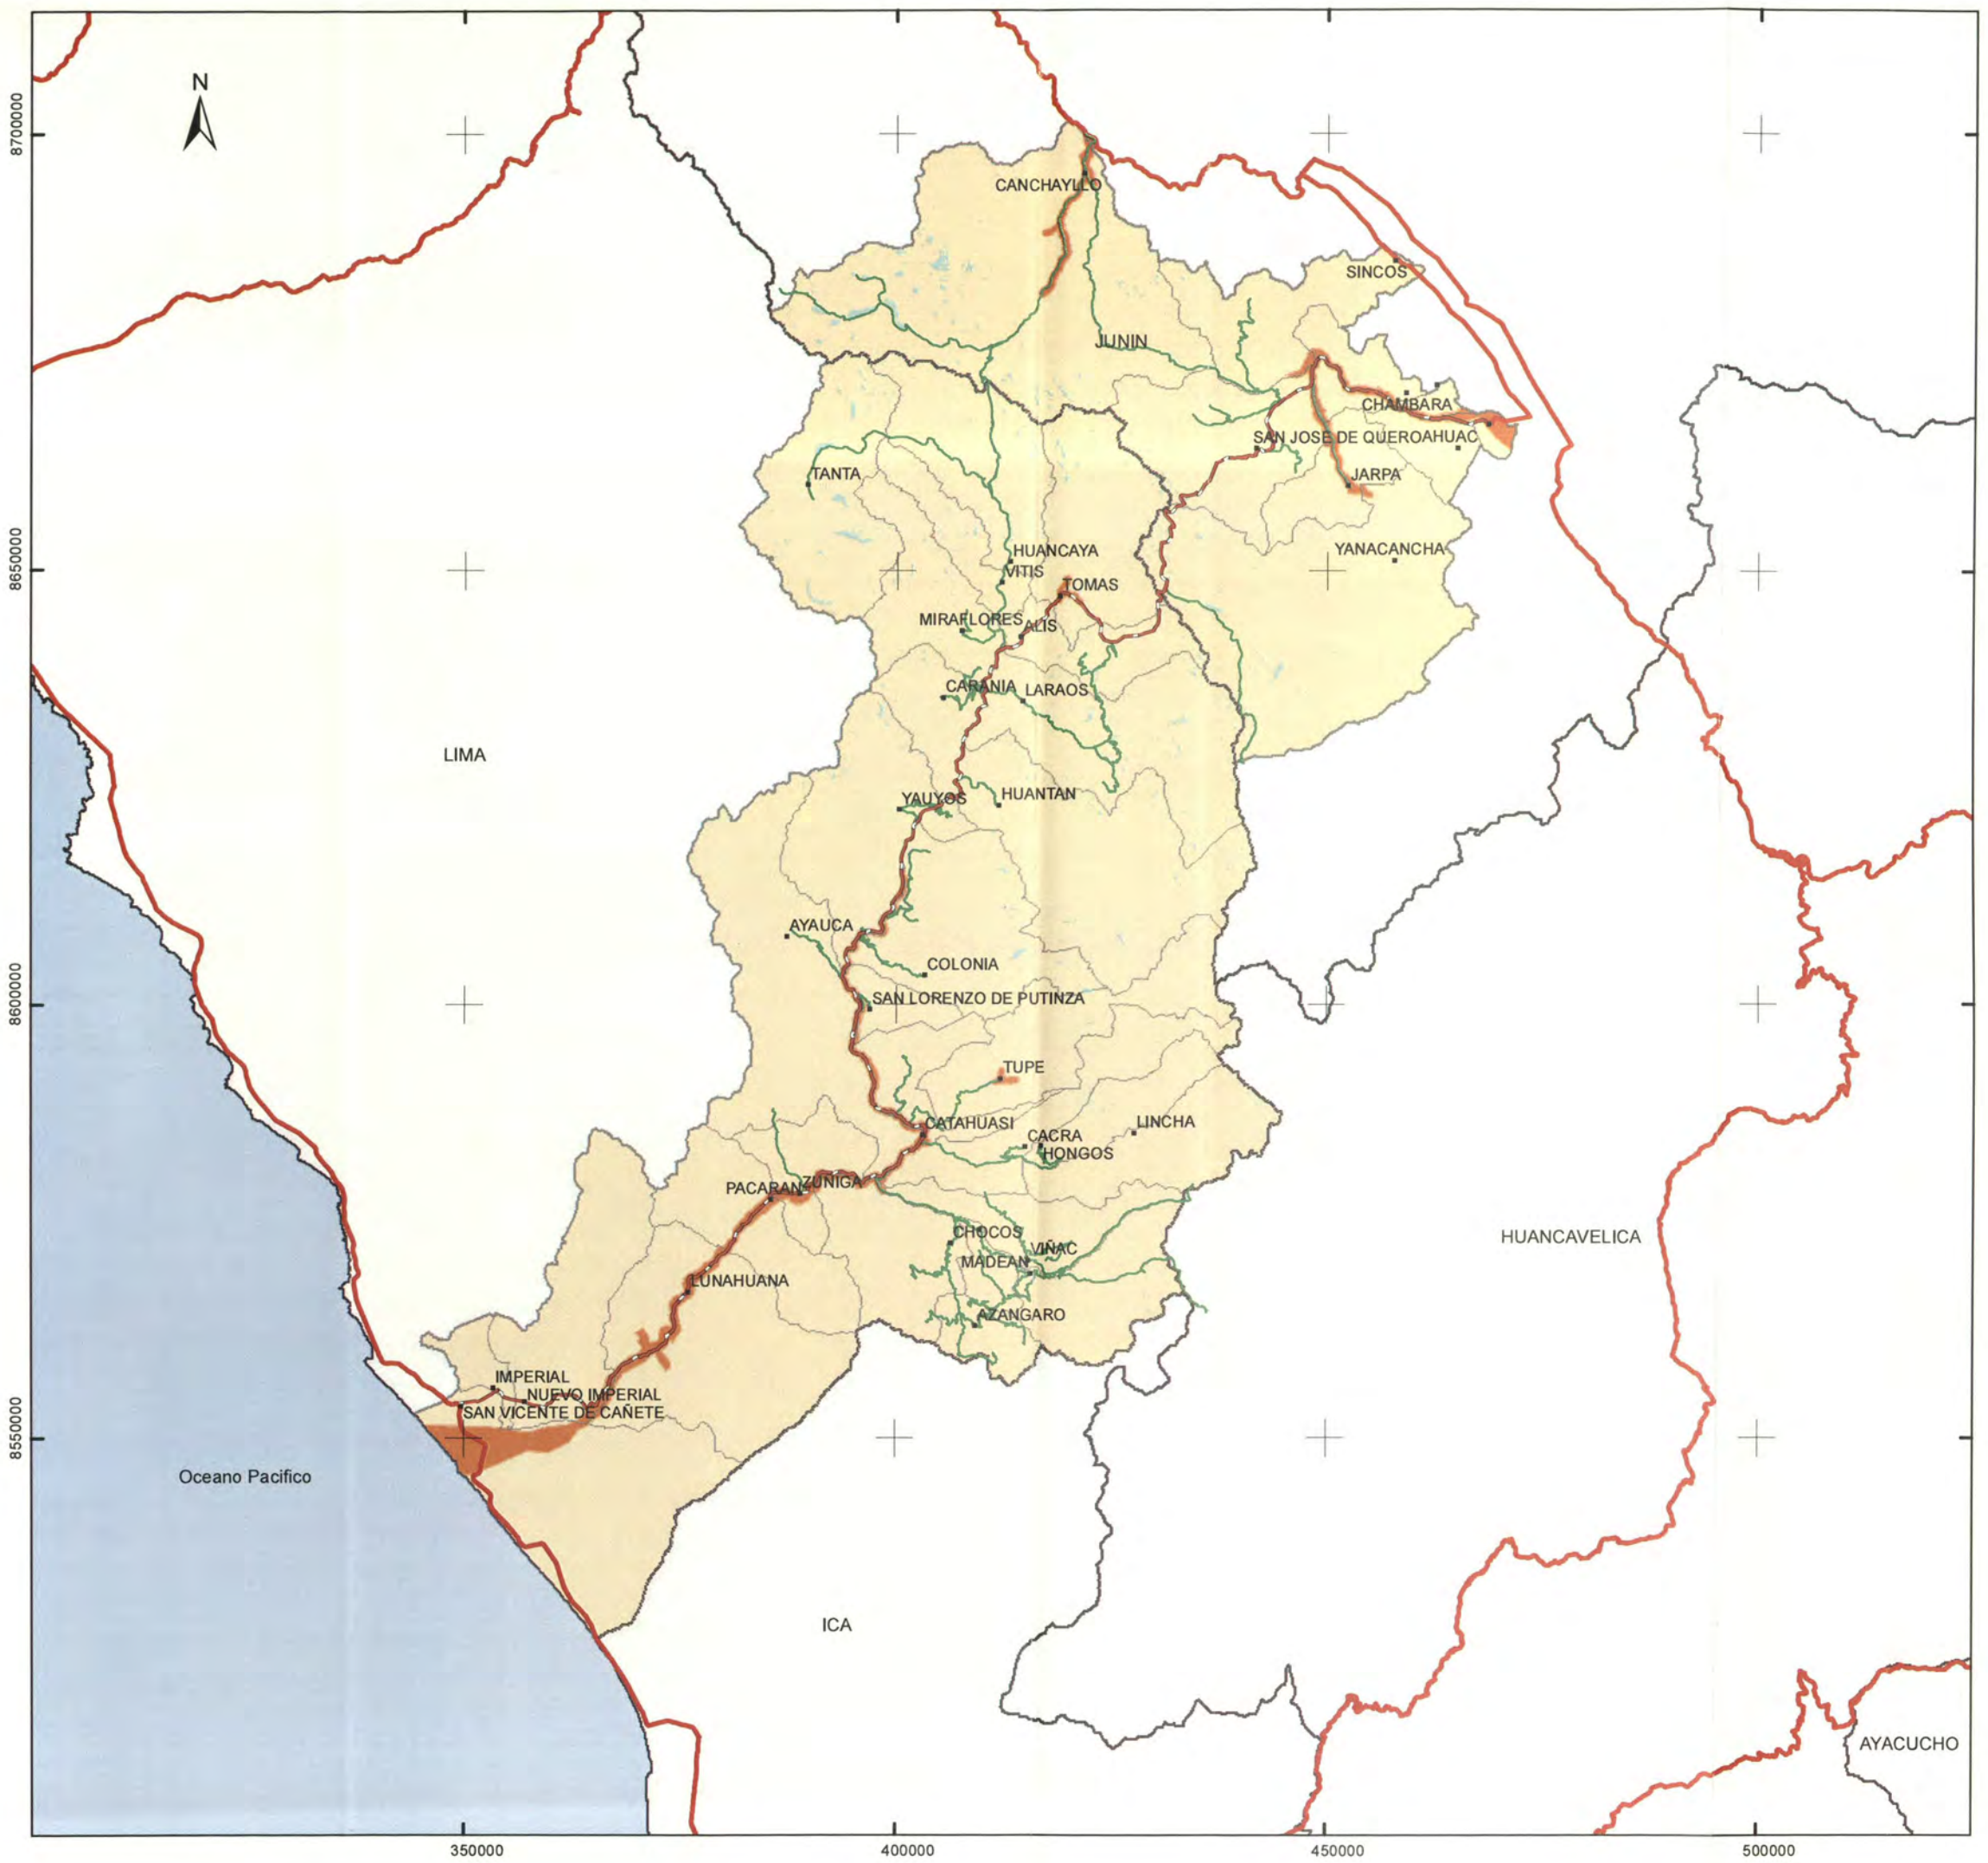 N
8700000
CANCHAYLLO
SINCOS
JUNIN
CHAMBARA
SAN JOSE DE QUEROAHUAC
TANTA
JARPA
8650000
HUANCAYA
YANACANCHA
VITIS
TOMAS
MIRAFLORES
ALIS
CARANIA
LARAOS
LIMA
YAUYOS
HUANTAN
AYAUCA
COLONIA
8600000
SAN LORENZO DE PUTINZA
TUPE
CATAHUASI
LINCHA
CACRA
HONGOS
PACARAN
ZUÑIGA
CHOCOS
HUANCAVELICA
VIÑAC
MADEAN
LUNAHUANA
AZANGARO
IMPERIAL
NUEVO IMPERIAL
SAN VICENTE DE CAÑETE
8550000
Oceano Pacifico
ICA
AYACUCHO
350000
400000
450000
500000